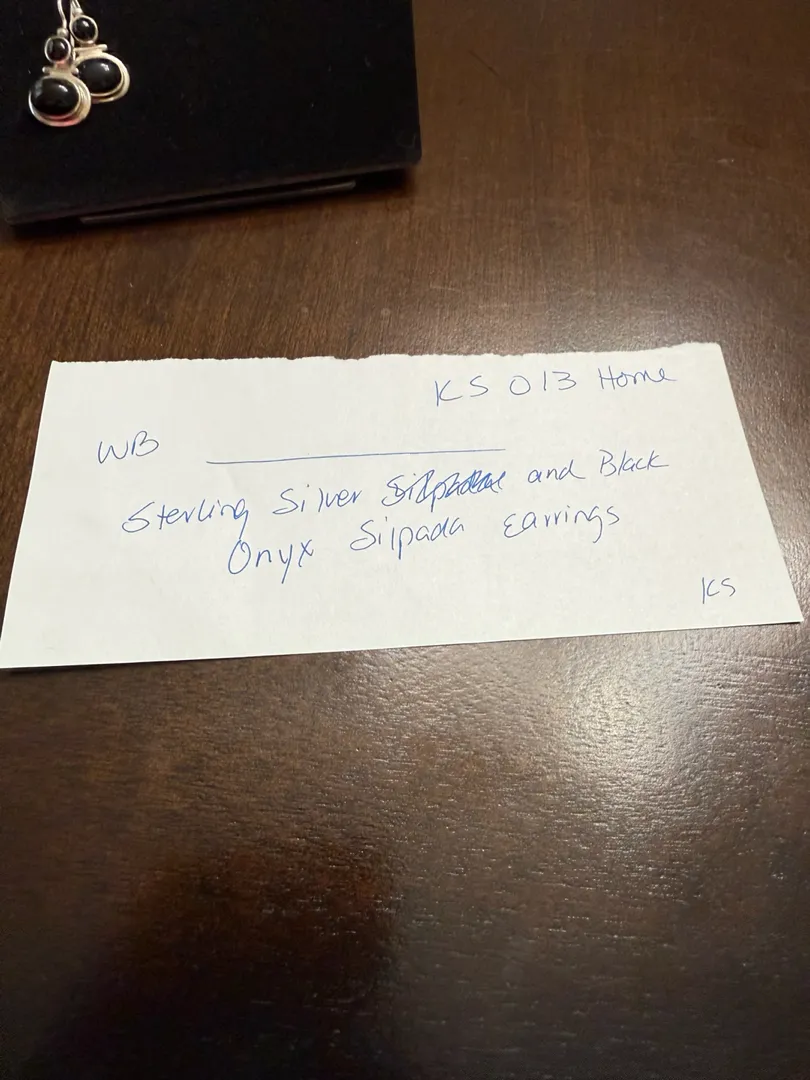 KS 013 Home
WB
Sterling Silver and Black
Onyx Silpada Earrings
KS